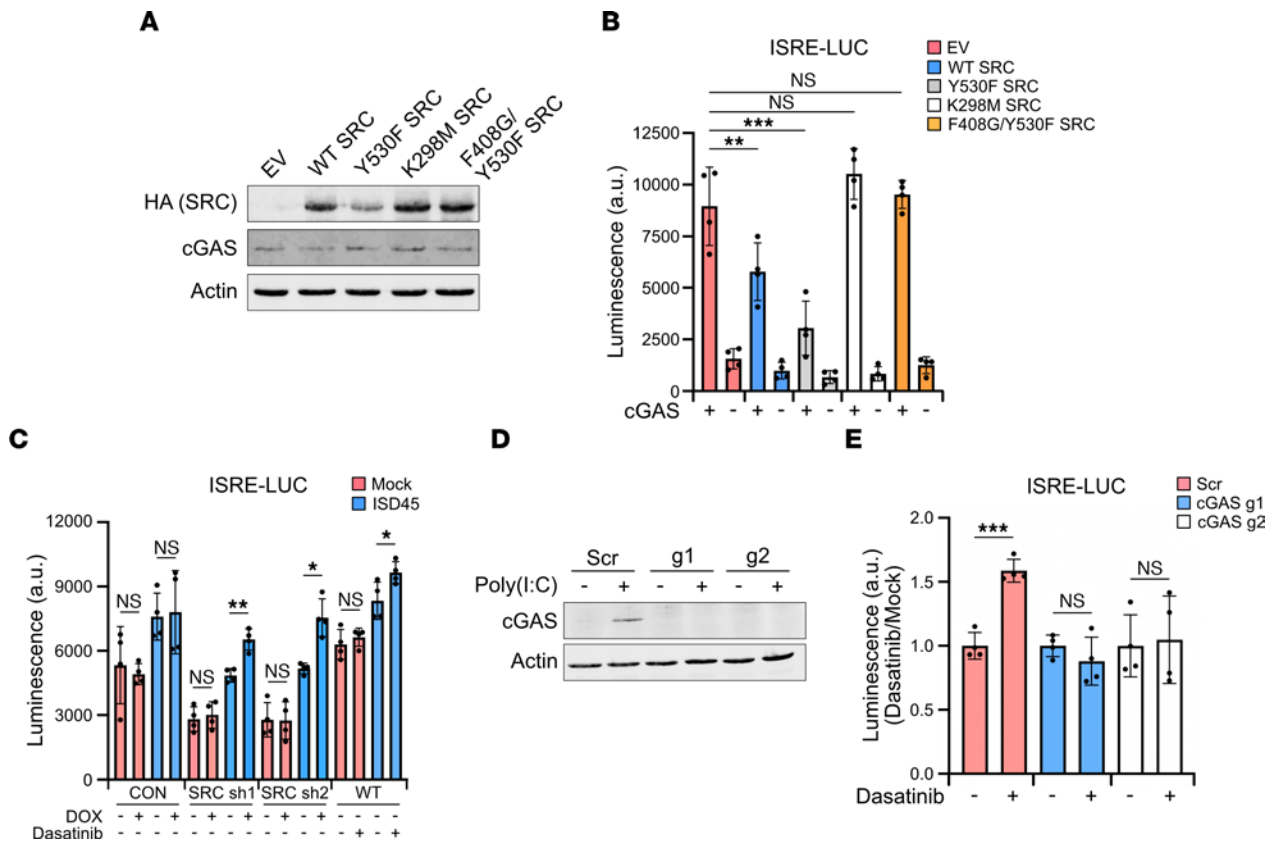 A
EV
WT SRC
Y530F SRC
K298M SRC
F408G/
Y530F SRC
HA (SRC)
cGAS
Actin
B
ISRE-LUC
EV
WT SRC
Y530F SRC
K298M SRC
F408G/Y530F SRC
NS
NS
***
**
Luminescence (a.u.)
12500
10000
7500
5000
2500
0
cGAS + - + - + - + - + -
C
ISRE-LUC
Mock
ISD45
Luminescence (a.u.)
12000
9000
6000
3000
0
NS NS NS ** NS * NS *
CON SRC sh1 SRC sh2 WT
DOX - + - + - + - + - + - + - - - -
Dasatinib - - - - - - - - - - - - - + - +
D
Scr g1 g2
Poly(I:C) - + - + - +
cGAS
Actin
E
ISRE-LUC
Scr
cGAS g1
cGAS g2
Luminescence (a.u.)
(Dasatinib/Mock)
2.0
1.5
1.0
0.5
0.0
*** NS NS
Dasatinib - + - + - +